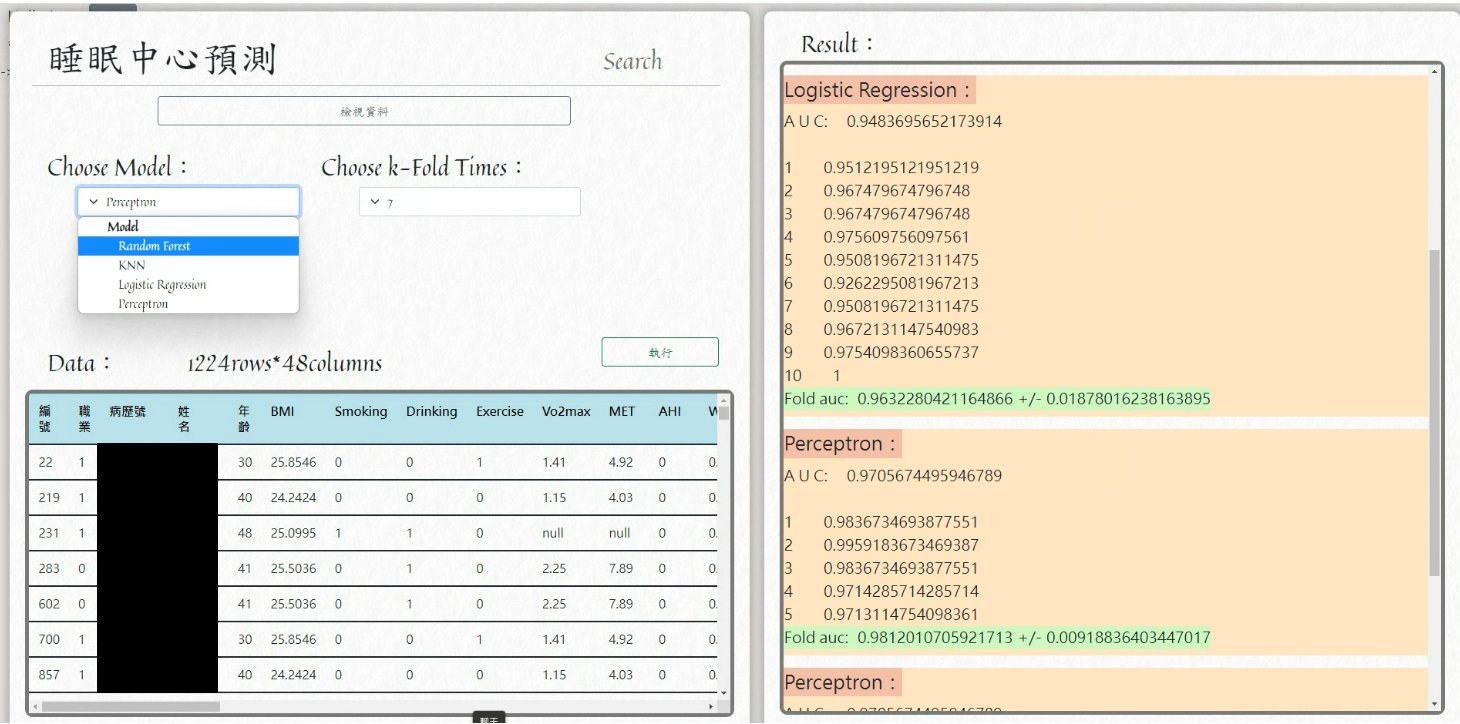 睡眠中心預測
Search
檢視資料
Choose Model：
Choose k-Fold Times：
Perceptron
7
Model
Random Forest
KNN
Logistic Regression
Perceptron
執行
Data：
1224rows*48columns
編號 職業 病歷號 姓名 年齡 BMI Smoking Drinking Exercise Vo2max MET AHI
22 1 30 25.8546 0 0 1 1.41 4.92 0 0.
219 1 40 24.2424 0 0 0 1.15 4.03 0 0.
231 1 48 25.0995 1 1 0 null null 0 0.
283 0 41 25.5036 0 1 0 2.25 7.89 0 0.
602 0 41 25.5036 0 1 0 2.25 7.89 0 0.
700 1 30 25.8546 0 0 1 1.41 4.92 0 0.
857 1 40 24.2424 0 0 0 1.15 4.03 0 0.
Result：
Logistic Regression：
A U C: 0.9483695652173914
1 0.9512195121951219
2 0.967479674796748
3 0.967479674796748
4 0.975609756097561
5 0.9508196721311475
6 0.9262295081967213
7 0.9508196721311475
8 0.9672131147540983
9 0.9754098360655737
10 1
Fold auc: 0.9632280421164866 +/- 0.01878016238163895
Perceptron：
A U C: 0.9705674495946789
1 0.9836734693877551
2 0.9959183673469387
3 0.9836734693877551
4 0.9714285714285714
5 0.9713114754098361
Fold auc: 0.9812010705921713 +/- 0.00918836403447017
Perceptron：